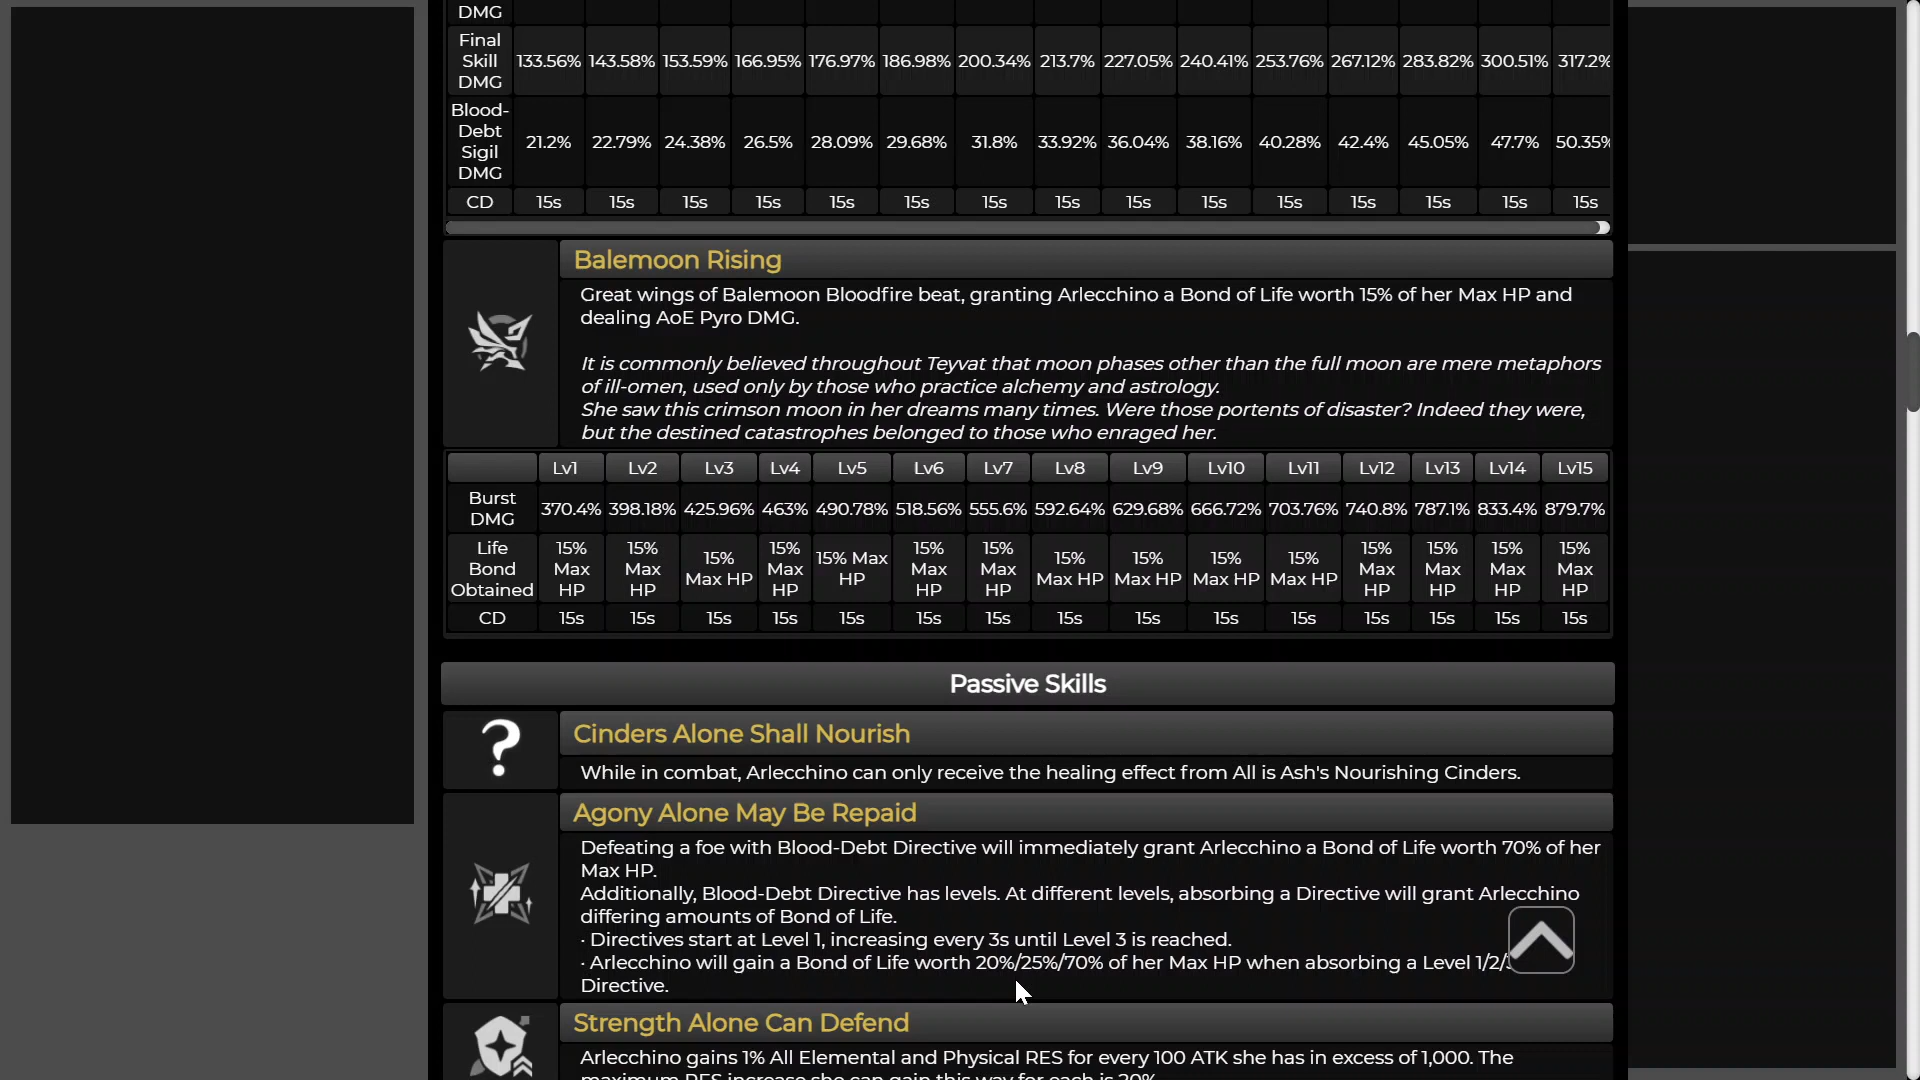 DMG
Final
Skill
DMG
133.56% 143.58% 153.59% 166.95% 176.97% 186.98% 200.34% 213.7% 227.05% 240.41% 253.76% 267.12% 283.82% 300.51% 317.2%
Blood-
Debt
Sigil
DMG
21.2% 22.79% 24.38% 26.5% 28.09% 29.68% 31.8% 33.92% 36.04% 38.16% 40.28% 42.4% 45.05% 47.7% 50.35%
CD 15s 15s 15s 15s 15s 15s 15s 15s 15s 15s 15s 15s 15s 15s 15s
Balemoon Rising
Great wings of Balemoon Bloodfire beat, granting Arlecchino a Bond of Life worth 15% of her Max HP and
dealing AoE Pyro DMG.
It is commonly believed throughout Teyvat that moon phases other than the full moon are mere metaphors
of ill-omen, used only by those who practice alchemy and astrology.
She saw this crimson moon in her dreams many times. Were those portents of disaster? Indeed they were,
but the destined catastrophes belonged to those who enraged her.
Lv1 Lv2 Lv3 Lv4 Lv5 Lv6 Lv7 Lv8 Lv9 Lv10 Lv11 Lv12 Lv13 Lv14 Lv15
Burst
DMG
370.4% 398.18% 425.96% 463% 490.78% 518.56% 555.6% 592.64% 629.68% 666.72% 703.76% 740.8% 787.1% 833.4% 879.7%
Life
Bond
Obtained
15% Max HP 15% Max HP 15% Max HP 15% Max HP 15% Max HP 15% Max HP 15% Max HP 15% Max HP 15% Max HP 15% Max HP 15% Max HP 15% Max HP 15% Max HP 15% Max HP 15% Max HP
CD 15s 15s 15s 15s 15s 15s 15s 15s 15s 15s 15s 15s 15s 15s 15s
Passive Skills
Cinders Alone Shall Nourish
While in combat, Arlecchino can only receive the healing effect from All is Ash's Nourishing Cinders.
Agony Alone May Be Repaid
Defeating a foe with Blood-Debt Directive will immediately grant Arlecchino a Bond of Life worth 70% of her
Max HP.
Additionally, Blood-Debt Directive has levels. At different levels, absorbing a Directive will grant Arlecchino
differing amounts of Bond of Life.
· Directives start at Level 1, increasing every 3s until Level 3 is reached.
· Arlecchino will gain a Bond of Life worth 20%/25%/70% of her Max HP when absorbing a Level 1/2/
Directive.
Strength Alone Can Defend
Arlecchino gains 1% All Elemental and Physical RES for every 100 ATK she has in excess of 1,000. The
maximum RES increase she can gain this way for each is 20%.